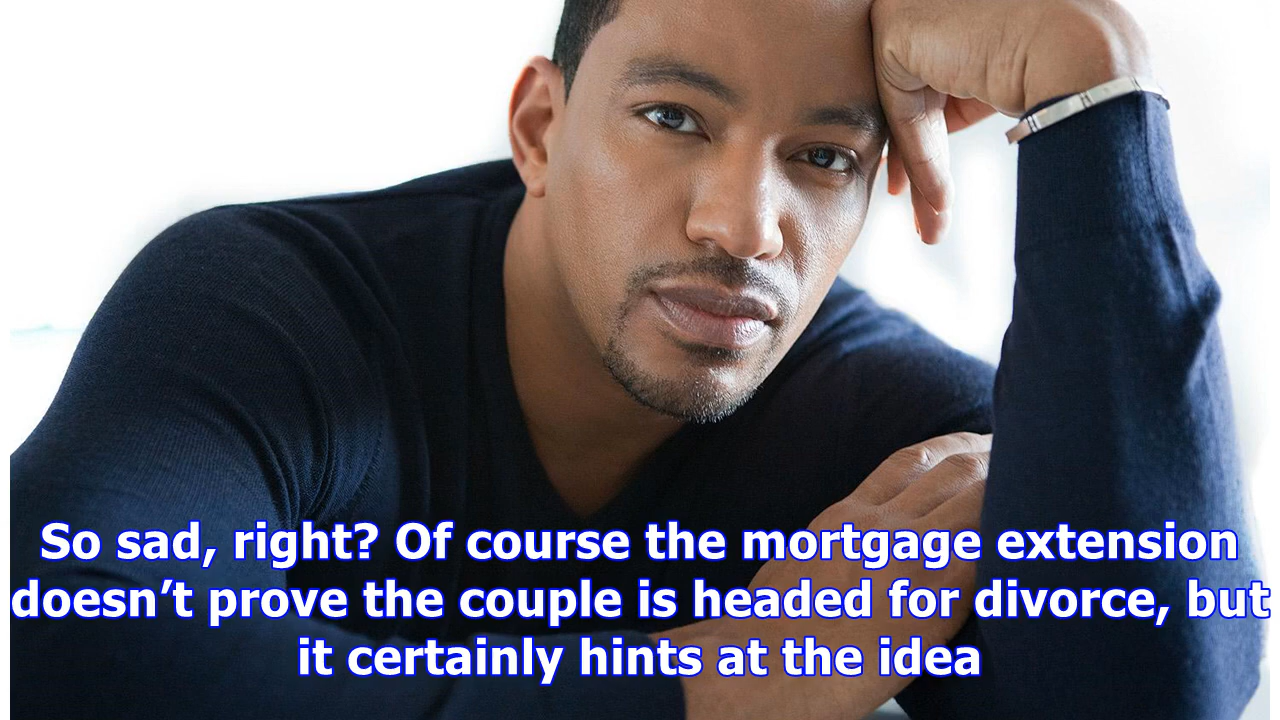 So sad, right? Of course the mortgage extension
doesn’t prove the couple is headed for divorce, but
it certainly hints at the idea